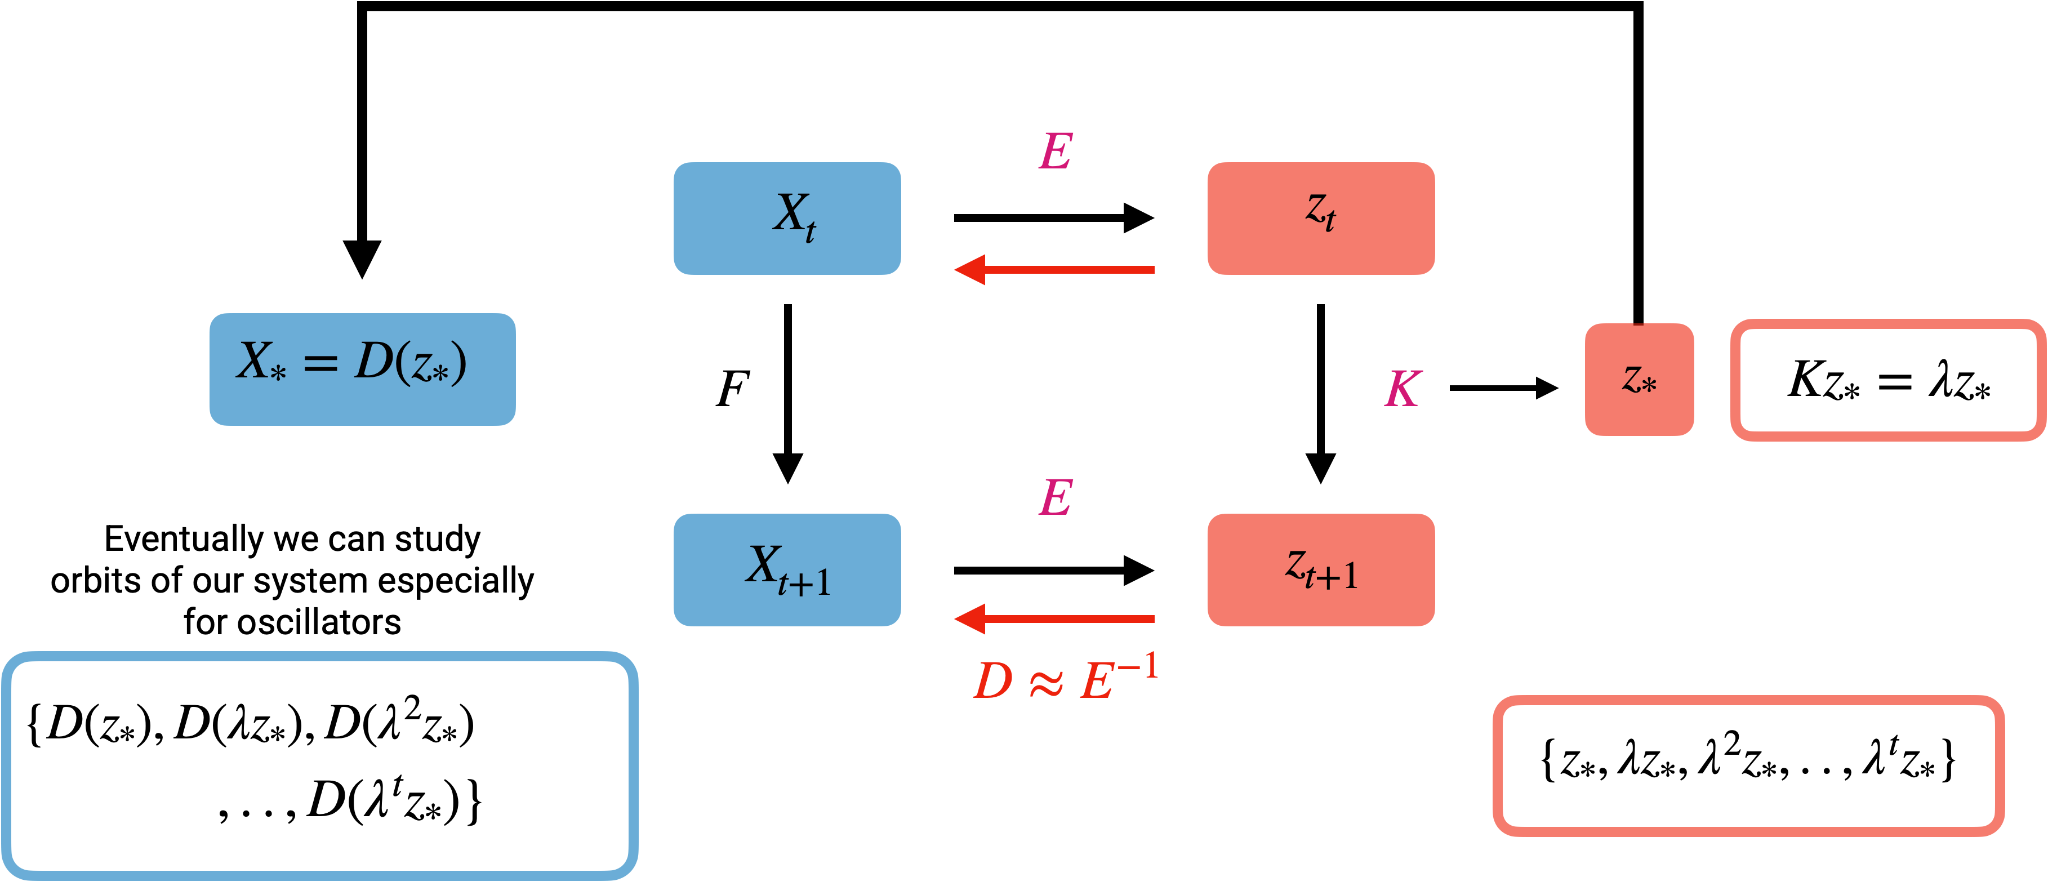 E
X_t
z_t
X_* = D(z_*)
F
K
z_*
Kz_* = λz_*
E
X_{t+1}
z_{t+1}
D ≈ E^{-1}
Eventually we can study
orbits of our system especially
for oscillators
{D(z_*), D(λz_*), D(λ^2z_*)
, . . , D(λ^tz_*)}
{z_*, λz_*, λ^2z_*, . . , λ^tz_*}